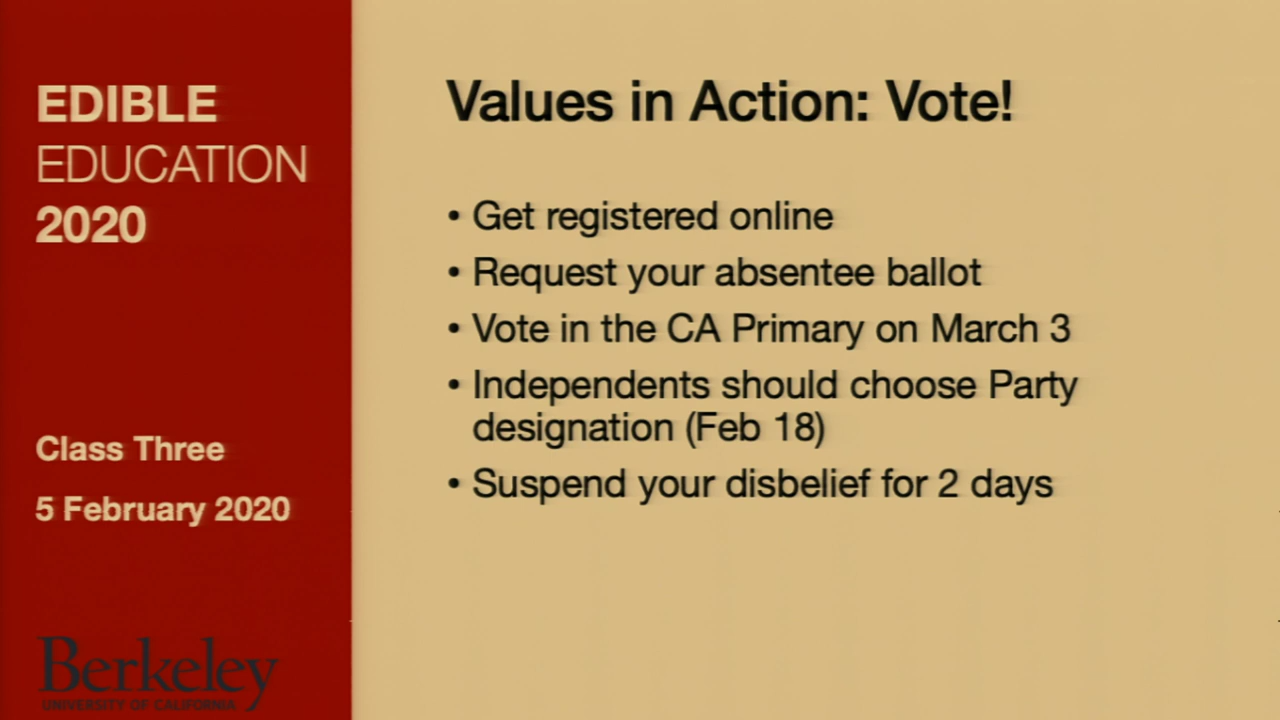 EDIBLE
EDUCATION
2020
Class Three
5 February 2020
Berkeley
UNIVERSITY OF CALIFORNIA
Values in Action: Vote!
• Get registered online
• Request your absentee ballot
• Vote in the CA Primary on March 3
• Independents should choose Party
designation (Feb 18)
• Suspend your disbelief for 2 days